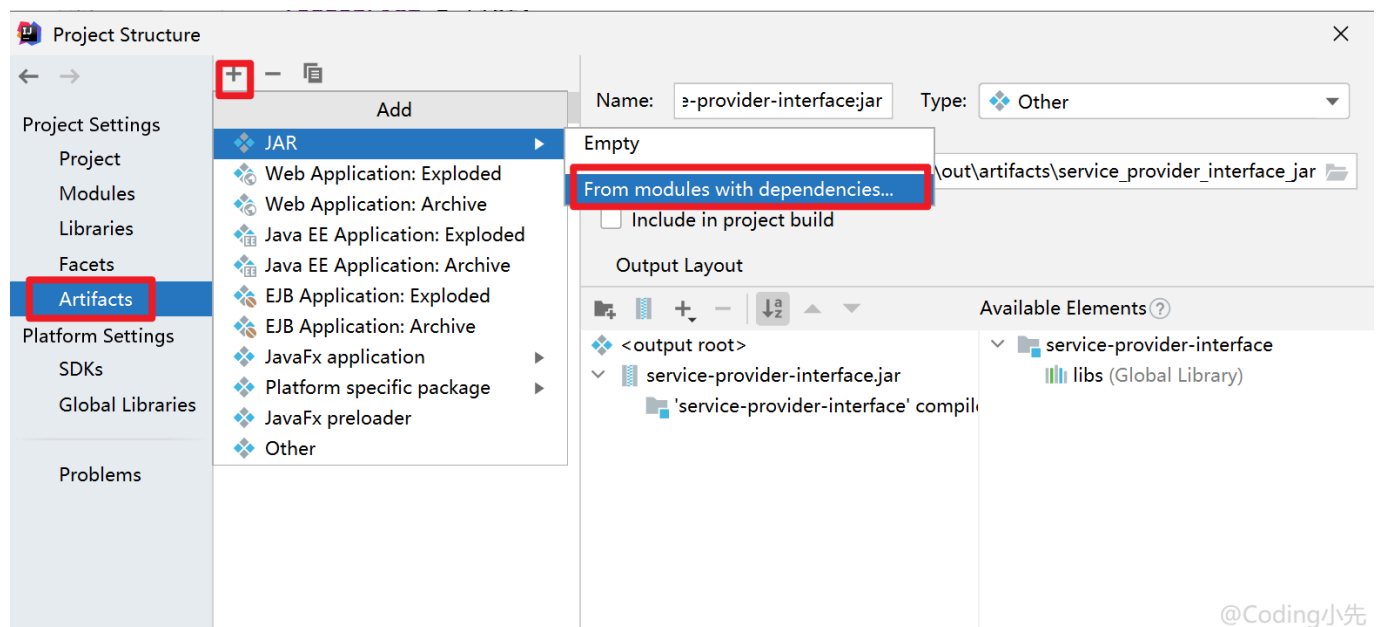 Project Structure
Project Settings
Project
Modules
Libraries
Facets
Artifacts
Platform Settings
SDKs
Global Libraries
Problems
Add
JAR
Web Application: Exploded
Web Application: Archive
Java EE Application: Exploded
Java EE Application: Archive
EJB Application: Exploded
EJB Application: Archive
JavaFx application
Platform specific package
JavaFx preloader
Other
Empty
From modules with dependencies...
Name: e-provider-interface:jar Type: Other
\out\artifacts\service_provider_interface_jar
Include in project build
Output Layout
Available Elements ?
<output root>
service-provider-interface.jar
'service-provider-interface' compile
service-provider-interface
libs (Global Library)
@Coding小先